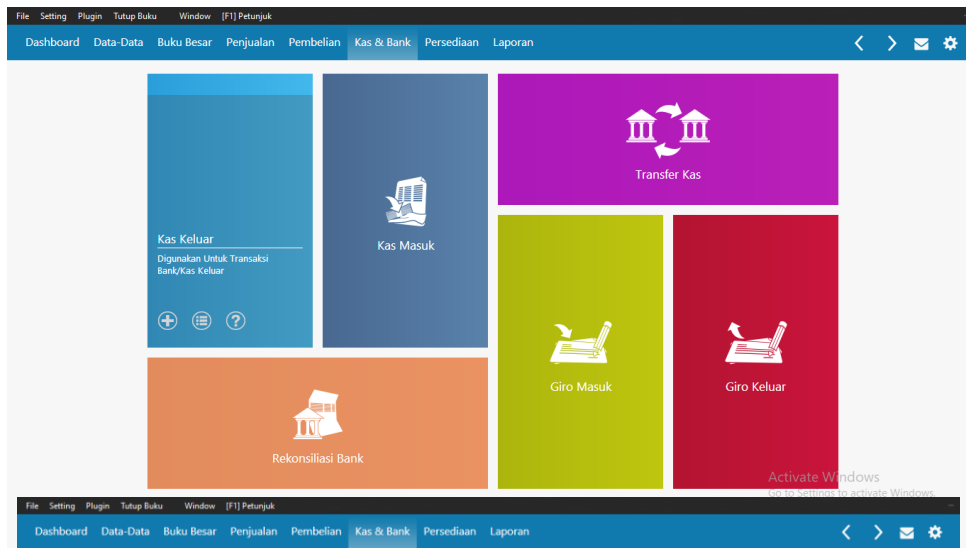 File Setting Plugin Tutup Buku Window [F1] Petunjuk
Dashboard Data-Data Buku Besar Penjualan Pembelian Kas & Bank Persediaan Laporan
Transfer Kas
Kas Keluar
Digunakan Untuk Transaksi
Bank/Kas Keluar
Kas Masuk
Giro Masuk
Giro Keluar
Rekonsiliasi Bank
Activate Windows
Go to Settings to activate Windows.
File Setting Plugin Tutup Buku Window [F1] Petunjuk
Dashboard Data-Data Buku Besar Penjualan Pembelian Kas & Bank Persediaan Laporan